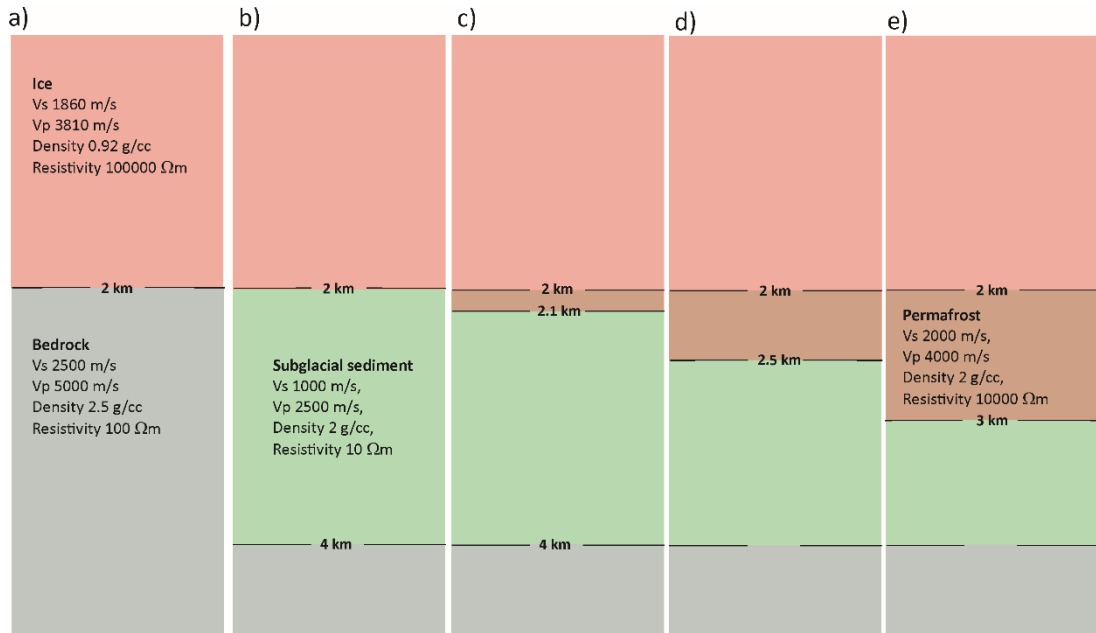 a)
b)
c)
d)
e)
Ice
Vs 1860 m/s
Vp 3810 m/s
Density 0.92 g/cc
Resistivity 100000 Ωm
2 km
2 km
2 km
2 km
2 km
2.1 km
Bedrock
Vs 2500 m/s
Vp 5000 m/s
Density 2.5 g/cc
Resistivity 100 Ωm
Subglacial sediment
Vs 1000 m/s,
Vp 2500 m/s,
Density 2 g/cc,
Resistivity 10 Ωm
2.5 km
Permafrost
Vs 2000 m/s,
Vp 4000 m/s
Density 2 g/cc,
Resistivity 10000 Ωm
3 km
4 km
4 km